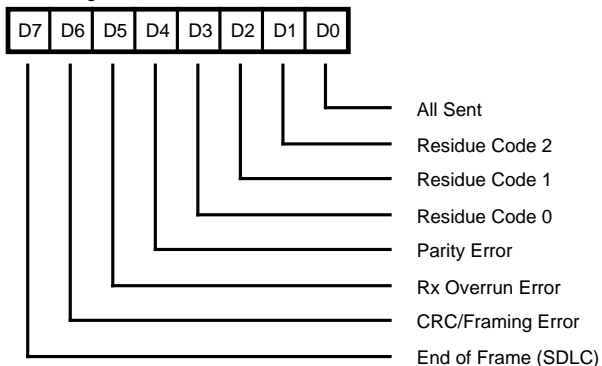 D7 D6 D5 D4 D3 D2 D1 D0
All Sent
Residue Code 2
Residue Code 1
Residue Code 0
Parity Error
Rx Overrun Error
CRC/Framing Error
End of Frame (SDLC)